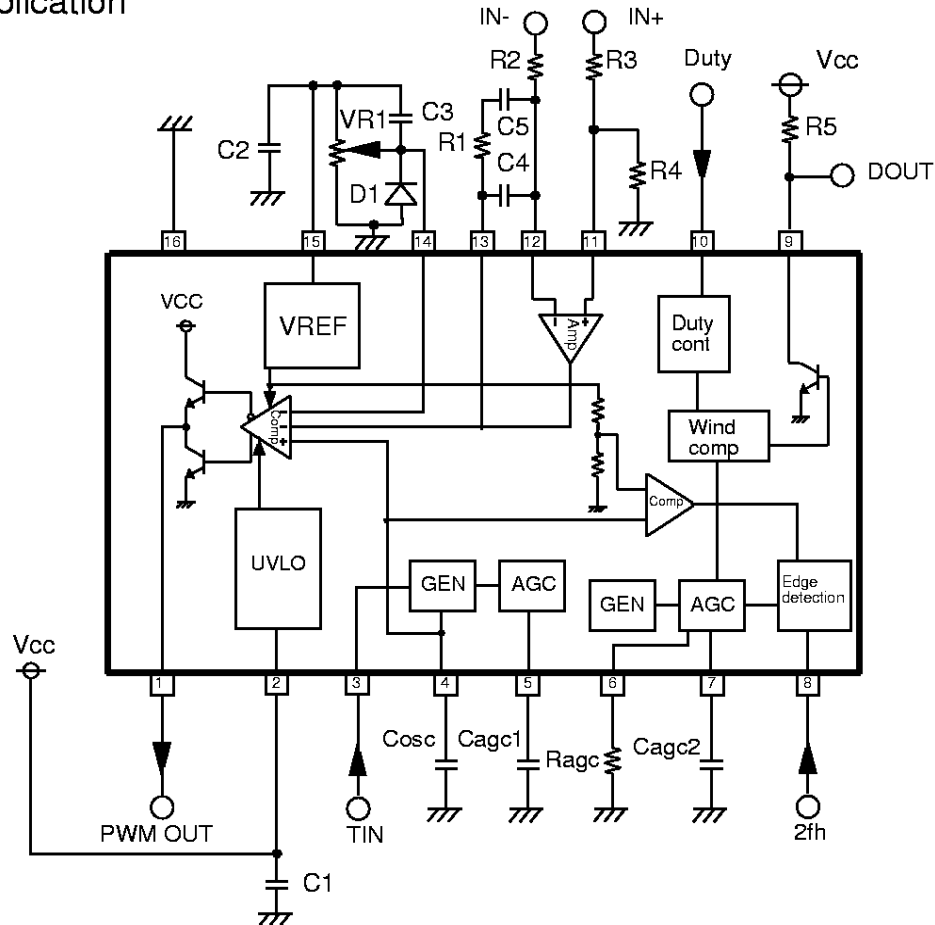 plication
IN-
IN+
R2
R3
Duty
Vcc
VR1
C3
C5
R1
C2
C4
R4
R5
DOUT
D1
16
15
14
13
12
11
10
9
VCC
VREF
Amp
Duty
cont
Comp
Wind
comp
Comp
UVLO
GEN
AGC
GEN
AGC
Edge
detection
Vcc
1
2
3
4
5
6
7
8
Cosc
Cagc1
Ragc
Cagc2
PWM OUT
TIN
2fh
C1